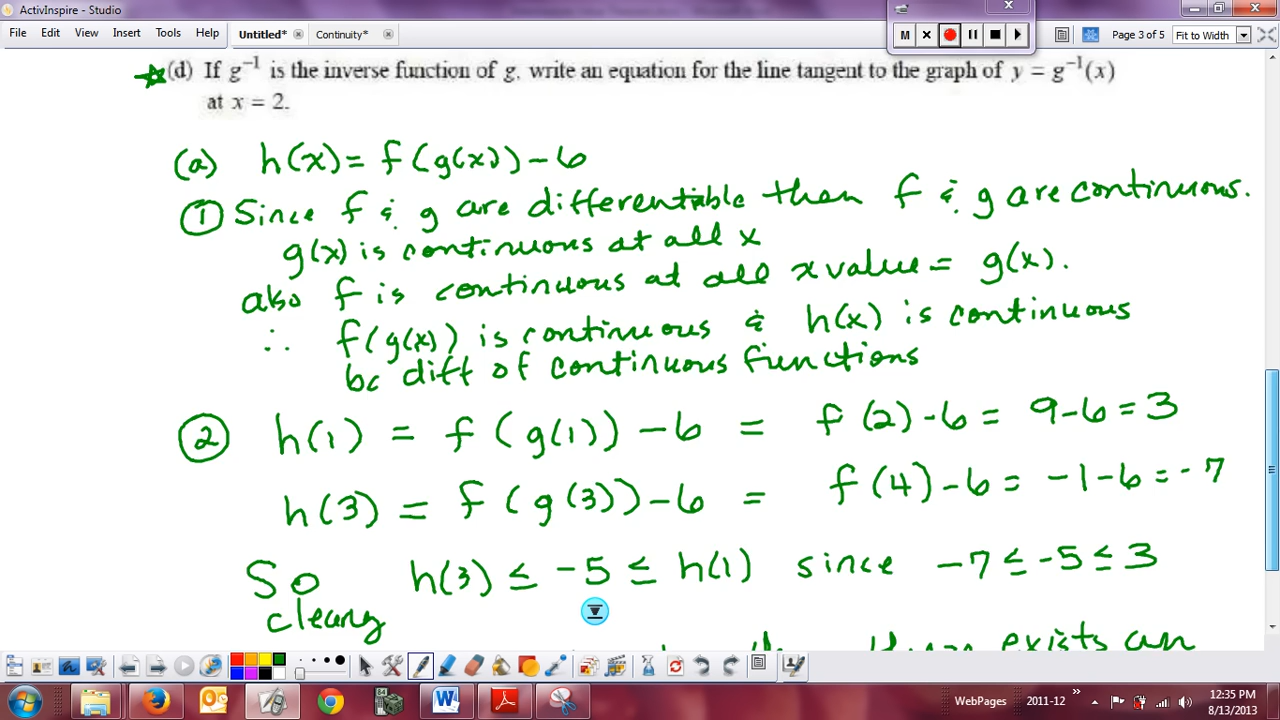 ActivInspire - Studio
File Edit View Insert Tools Help Untitled* Continuity* M Page 3 of 5 Fit to Width
(d) If g⁻¹ is the inverse function of g, write an equation for the line tangent to the graph of y = g⁻¹(x)
at x = 2.
(a) h(x) = f(g(x)) - 6
① Since f & g are differentiable then f & g are continuous.
g(x) is continuous at all x
also f is continuous at all x value = g(x).
∴ f(g(x)) is continuous & h(x) is continuous
bc diff of continuous functions
② h(1) = f(g(1)) - 6 = f(2) - 6 = 9 - 6 = 3
h(3) = f(g(3)) - 6 = f(4) - 6 = -1 - 6 = -7
So h(3) ≤ -5 ≤ h(1) since -7 ≤ -5 ≤ 3
clearly
exists an
WebPages 2011-12 12:35 PM
8/13/2013